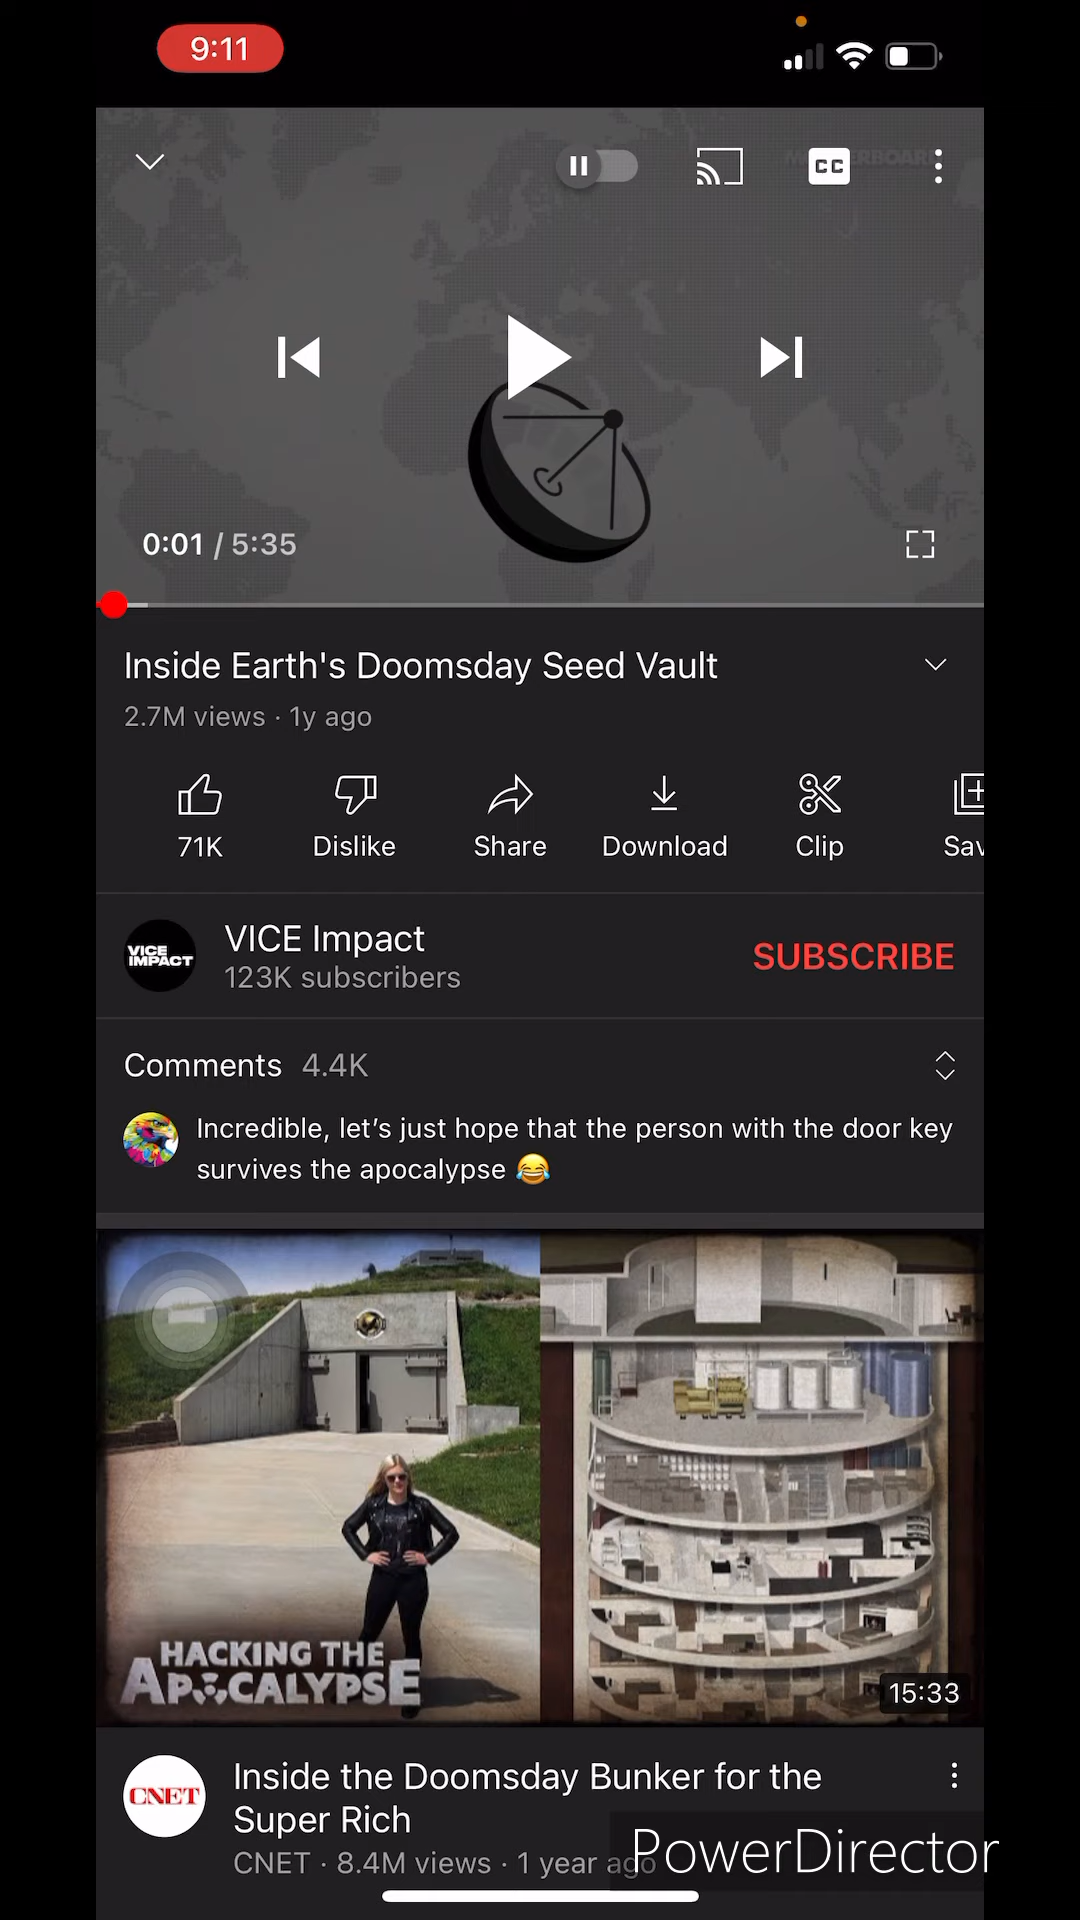 9:11
CC
0:01 / 5:35
Inside Earth's Doomsday Seed Vault
2.7M views · 1y ago
71K
Dislike
Share
Download
Clip
Sav
VICE
IMPACT
VICE Impact
123K subscribers
SUBSCRIBE
Comments 4.4K
Incredible, let’s just hope that the person with the door key
survives the apocalypse 😂
HACKING THE
APOCALYPSE
15:33
CNET
Inside the Doomsday Bunker for the
Super Rich
CNET · 8.4M views · 1 year ago
PowerDirector